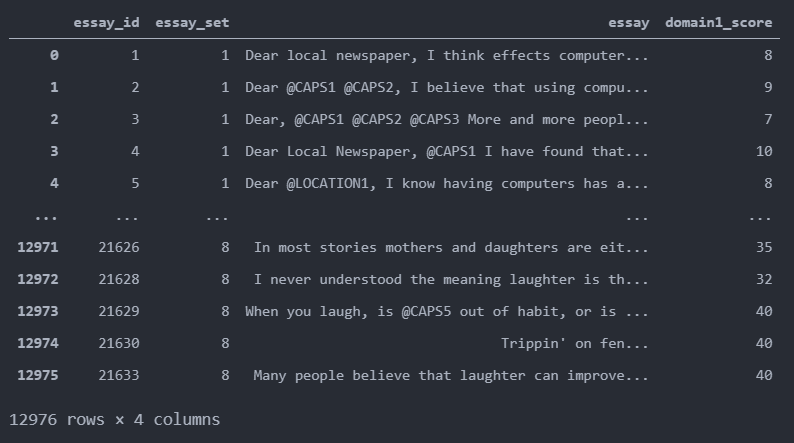 essay_id essay_set essay domain1_score
0 1 1 Dear local newspaper, I think effects computer... 8
1 2 1 Dear @CAPS1 @CAPS2, I believe that using compu... 9
2 3 1 Dear, @CAPS1 @CAPS2 @CAPS3 More and more peopl... 7
3 4 1 Dear Local Newspaper, @CAPS1 I have found that... 10
4 5 1 Dear @LOCATION1, I know having computers has a... 8
... ... ... ... ...
12971 21626 8 In most stories mothers and daughters are eit... 35
12972 21628 8 I never understood the meaning laughter is th... 32
12973 21629 8 When you laugh, is @CAPS5 out of habit, or is ... 40
12974 21630 8 Trippin' on fen... 40
12975 21633 8 Many people believe that laughter can improve... 40
12976 rows × 4 columns